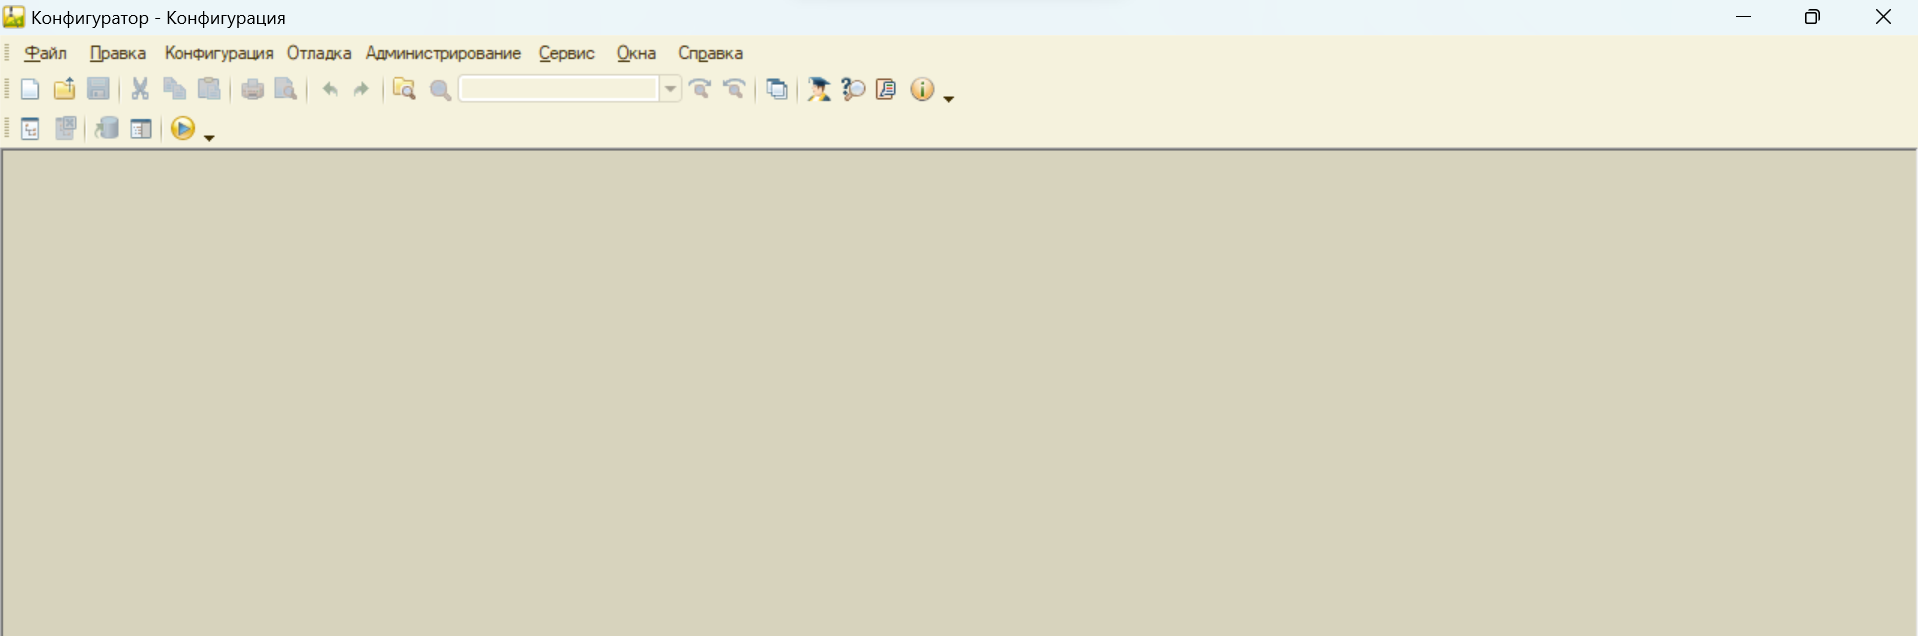 Конфигуратор - Конфигурация
Файл Правка Конфигурация Отладка Администрирование Сервис Окна Справка